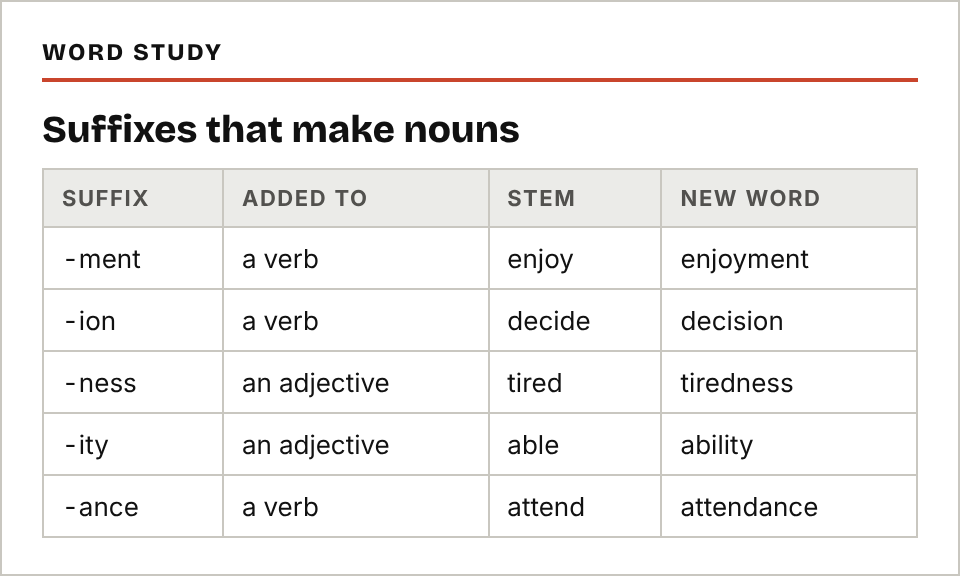 WORD STUDY
Suffixes that make nouns
SUFFIX ADDED TO STEM NEW WORD
-ment a verb enjoy enjoyment
-ion a verb decide decision
-ness an adjective tired tiredness
-ity an adjective able ability
-ance a verb attend attendance